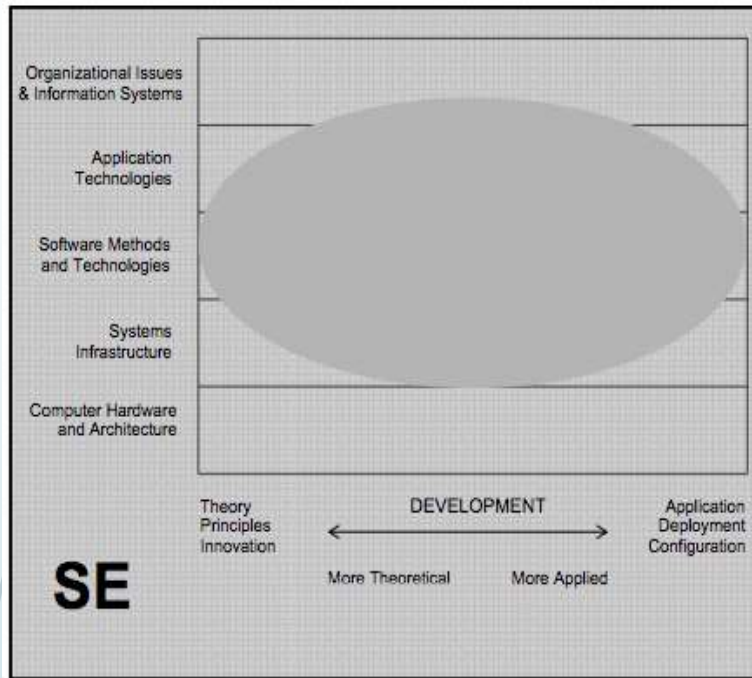 Organizational Issues
& Information Systems
Application
Technologies
Software Methods
and Technologies
Systems
Infrastructure
Computer Hardware
and Architecture
Theory
Principles
Innovation
DEVELOPMENT
Application
Deployment
Configuration
More Theoretical
More Applied
SE